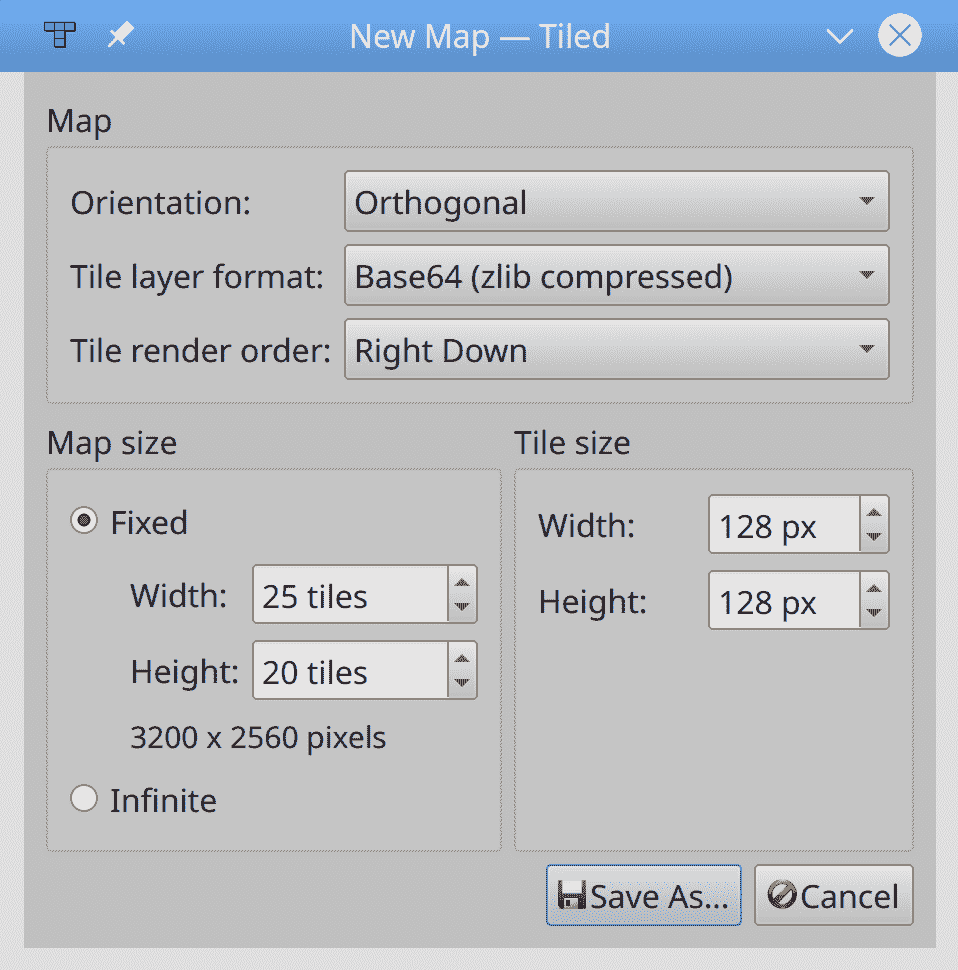 New Map — Tiled
Map
Orientation: Orthogonal
Tile layer format: Base64 (zlib compressed)
Tile render order: Right Down
Map size
Fixed
Width: 25 tiles
Height: 20 tiles
3200 x 2560 pixels
Infinite
Tile size
Width: 128 px
Height: 128 px
Save As...
Cancel